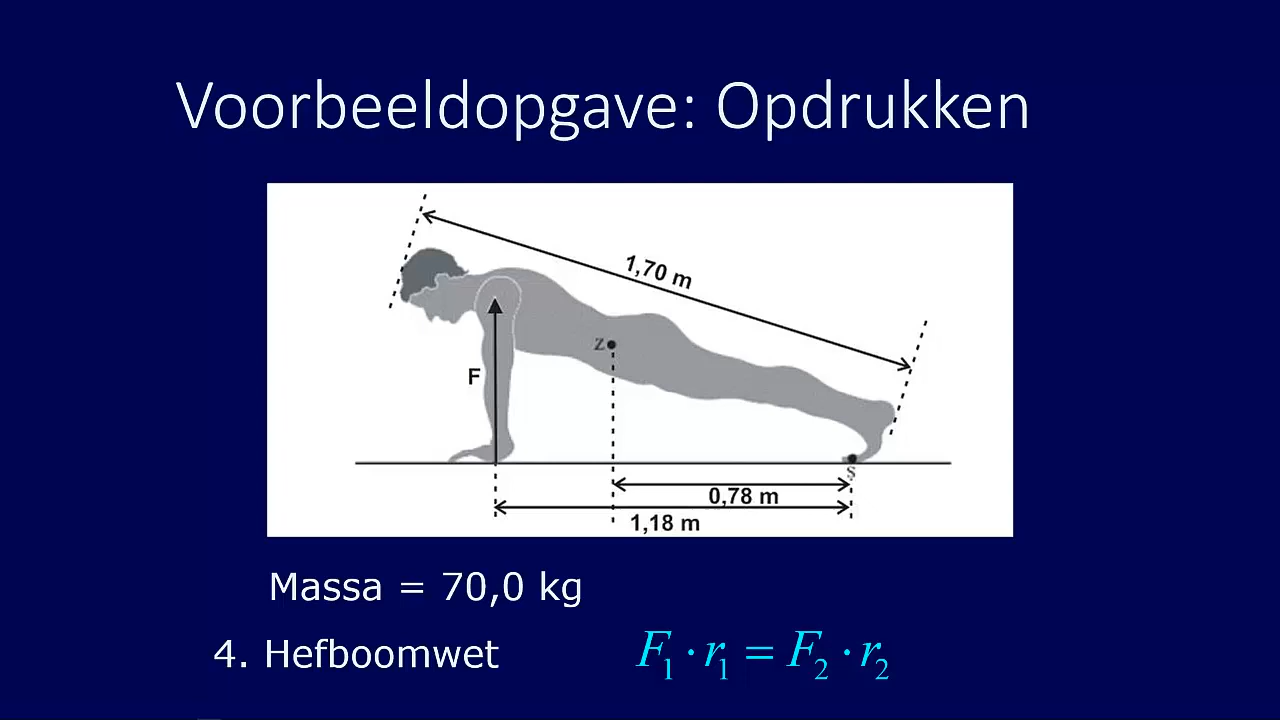 Voorbeeldopgave: Opdrukken
1,70 m
Z
F
S
0,78 m
1,18 m
Massa = 70,0 kg
4. Hefboomwet F₁ · r₁ = F₂ · r₂